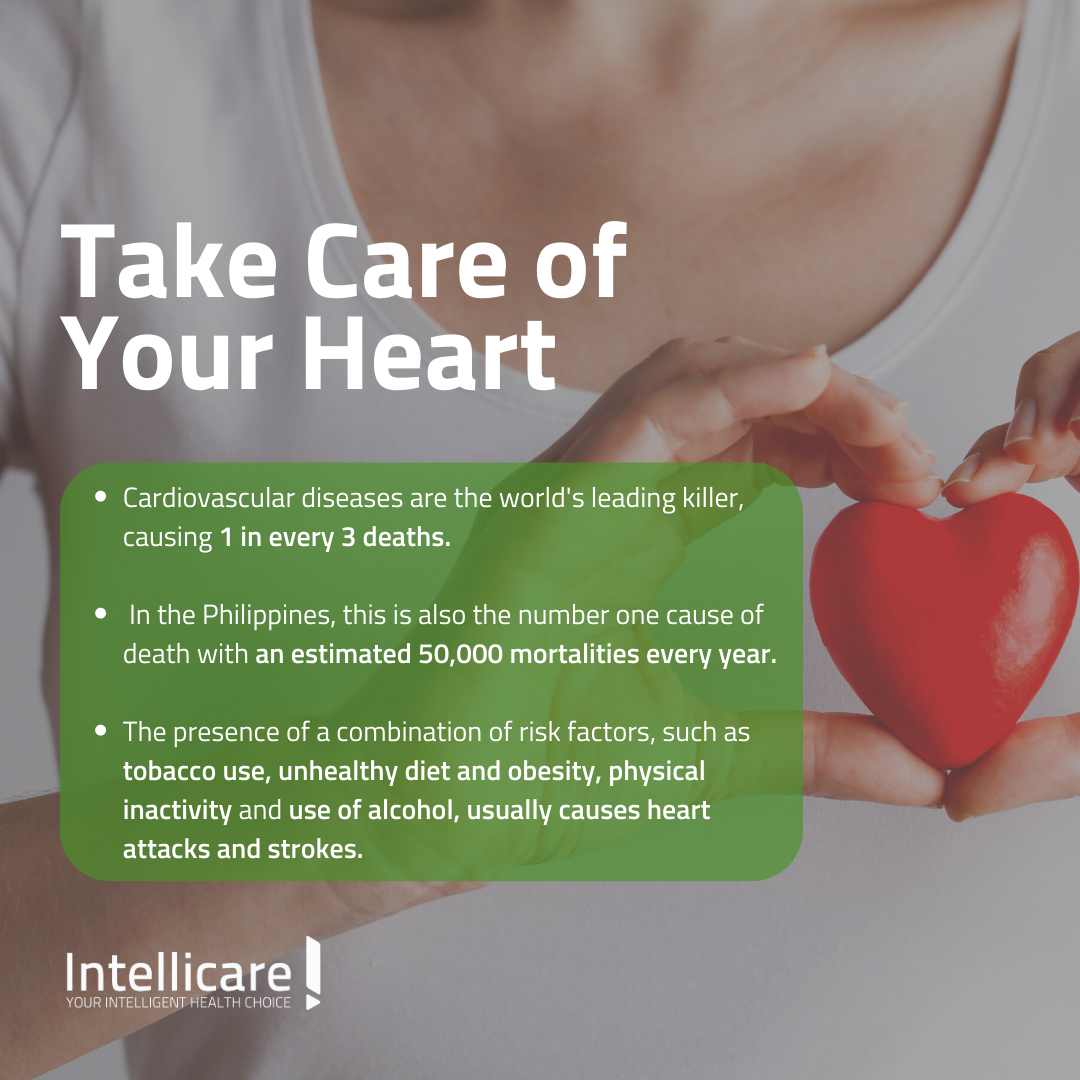 Take Care of
Your Heart
• Cardiovascular diseases are the world's leading killer,
causing 1 in every 3 deaths.
• In the Philippines, this is also the number one cause of
death with an estimated 50,000 mortalities every year.
• The presence of a combination of risk factors, such as
tobacco use, unhealthy diet and obesity, physical
inactivity and use of alcohol, usually causes heart
attacks and strokes.
Intellicare
YOUR INTELLIGENT HEALTH CHOICE